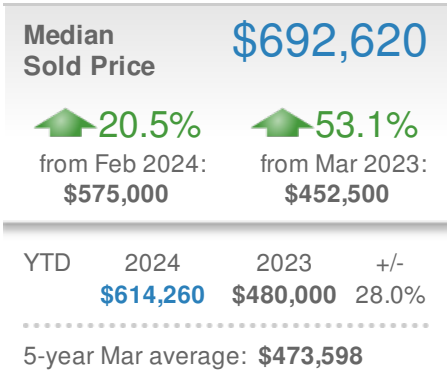 Median
Sold Price
$692,620
20.5% 53.1%
from Feb 2024: from Mar 2023:
$575,000 $452,500
YTD 2024 2023 +/-
$614,260 $480,000 28.0%
5-year Mar average: $473,598